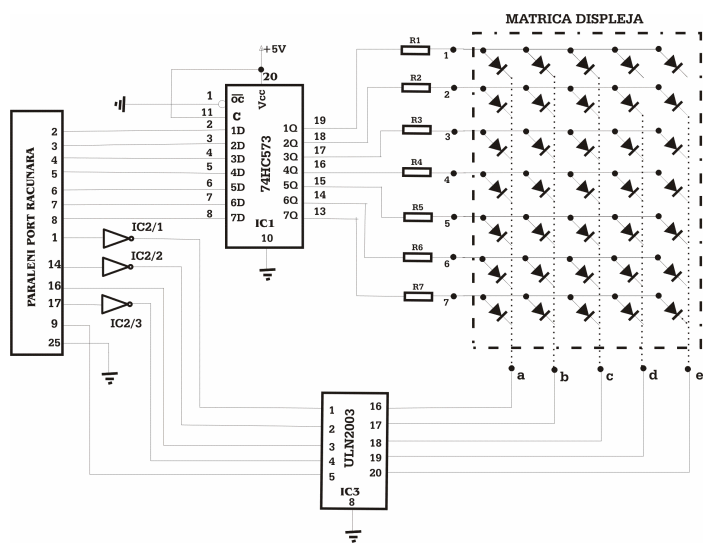 MATRICA DISPLEJA
+5V
20
Vcc
1
OC
11
C
2
2
1D
3
3
2D
4
4
3D
5
5
4D
6
6
5D
7
7
6D
8
8
7D
74HC573
IC1
10
1Q
19
2Q
18
3Q
17
4Q
16
5Q
15
6Q
14
7Q
13
R1
1
R2
2
R3
3
R4
4
R5
5
R6
6
R7
7
PARALENI PORT RACUNARA
1
IC2/1
14
IC2/2
16
17
IC2/3
9
25
a
b
c
d
e
1
2
3
4
5
ULN2003
IC3
8
16
17
18
19
20